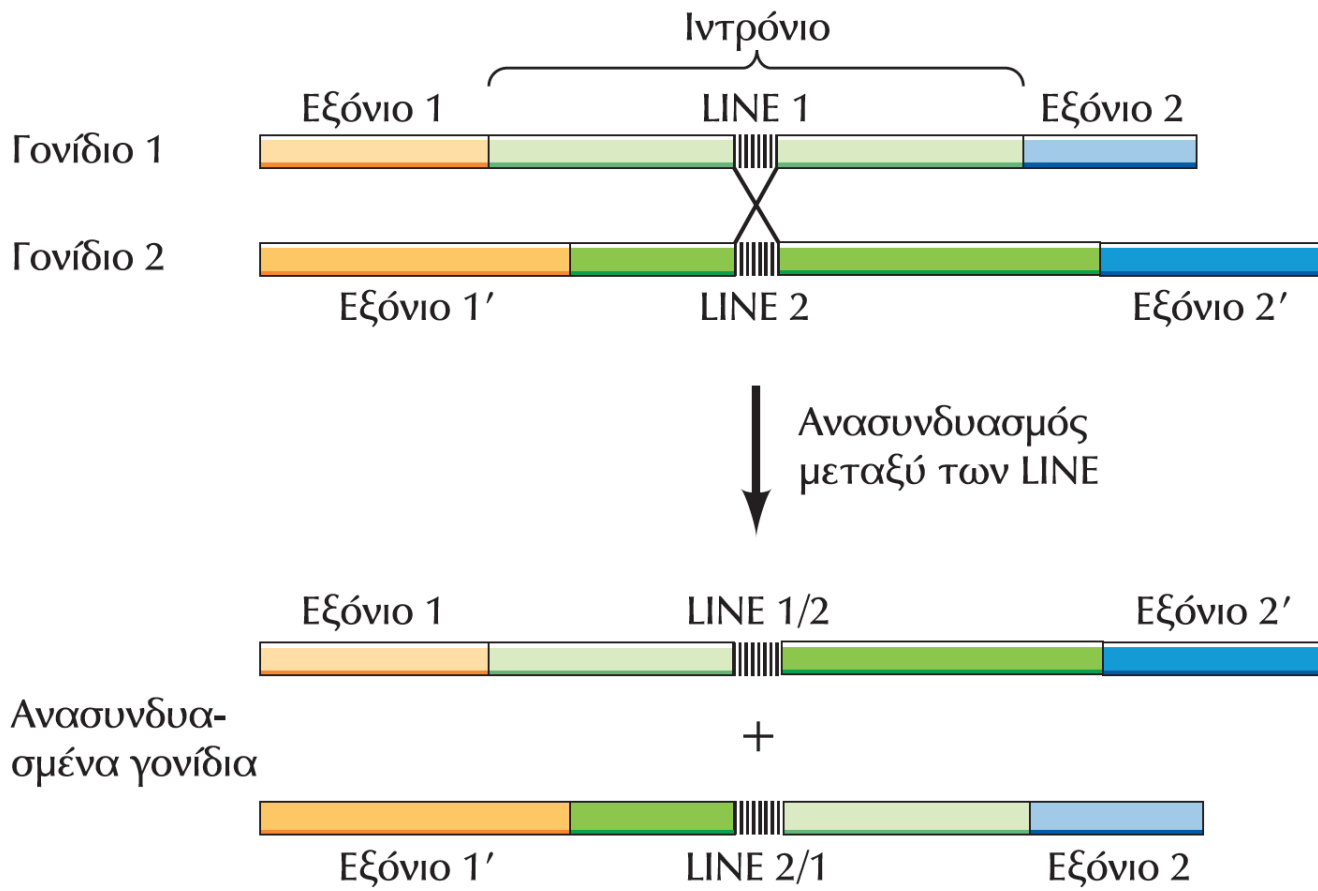 Ιντρόνιο
Εξόνιο 1
LINE 1
Εξόνιο 2
Γονίδιο 1
Γονίδιο 2
Εξόνιο 1′
LINE 2
Εξόνιο 2′
Ανασυνδυασμός
μεταξύ των LINE
Εξόνιο 1
LINE 1/2
Εξόνιο 2′
Ανασυνδυα-
σμένα γονίδια
+
Εξόνιο 1′
LINE 2/1
Εξόνιο 2